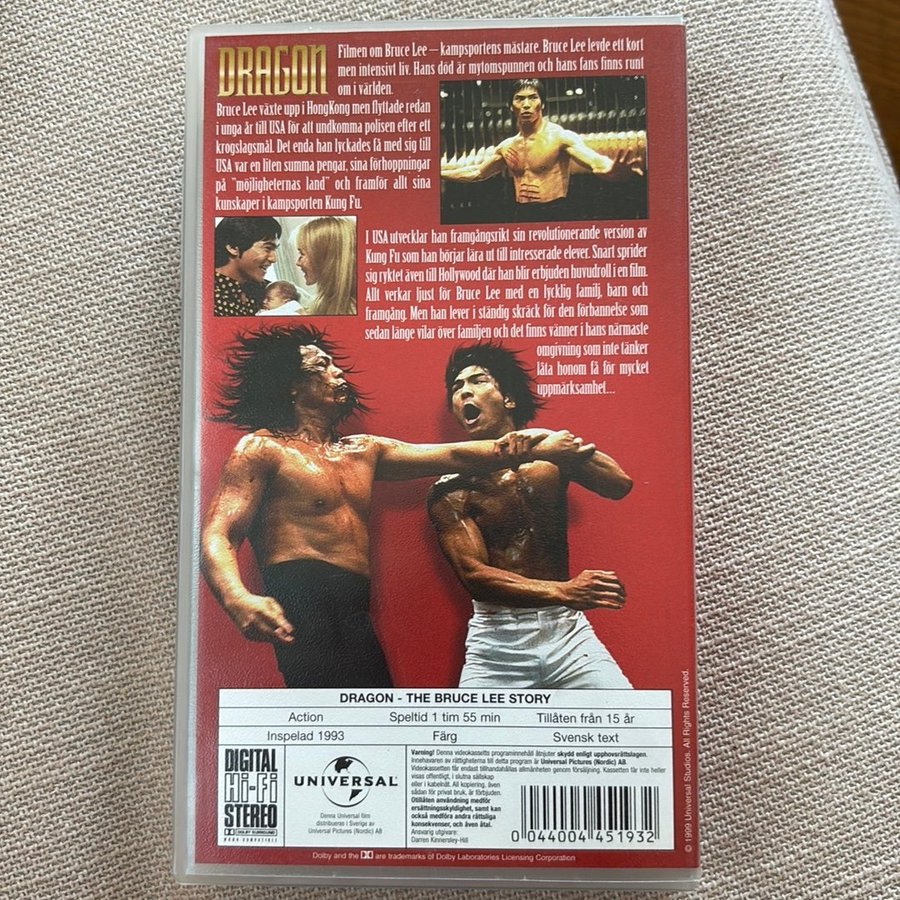 DRAGON
Filmen om Bruce Lee – kampsportens mästare. Bruce Lee levde ett kort
men intensivt liv. Hans död är mytomspunnen och hans fans finns runt
om i världen.
Bruce Lee växte upp i HongKong men flyttade redan
i unga år till USA för att undkomma polisen efter ett
krogslagsmål. Det enda han lyckades få med sig till
USA var en liten summa pengar, sina förhoppningar
på "möjligheternas land" och framför allt sina
kunskaper i kampsporten Kung Fu.
I USA utvecklar han framgångsrikt sin revolutionerande version av
Kung Fu som han börjar lära ut till intresserade elever. Snart sprider
sig ryktet även till Hollywood där han blir erbjuden huvudroll i en film.
Allt verkar ljust för Bruce Lee med en lycklig familj, barn och
framgång. Men han lever i ständig skräck för den förbannelse som
sedan länge vilar över familjen och det finns vänner i hans närmaste
omgivning som inte tänker
låta honom få för mycket
uppmärksamhet...
DRAGON - THE BRUCE LEE STORY
Action Speltid 1 tim 55 min Tillåten från 15 år
Inspelad 1993 Färg Svensk text
DIGITAL
Hi-Fi
STEREO
DOLBY SURROUND
UNIVERSAL
Denna Universal film
distribueras i Sverige av
Universal Pictures (Nordic) AB
Varning! Denna videokassetts programinnehåll åtnjuter skydd enligt upphovsrättslagen.
Innehavaren av rättigheterna till detta program är Universal Pictures (Nordic) AB.
Videokassetten får endast tillhandahållas allmänheten genom försäljning. Kassetten får inte heller
visas offentligt, i slutna sällskap
eller i kabelnät. All kopiering, även
sådan för privat bruk, är förbjuden.
Otillåten användning medför
ersättningsskyldighet, samt kan
också medföra andra rättsliga
konsekvenser, och även åtal.
Ansvarig utgivare:
Darren Kinnersley-Hill
0 044004 451932
Dolby and the DD are trademarks of Dolby Laboratories Licensing Corporation
© 1999 Universal Studios. All Rights Reserved.